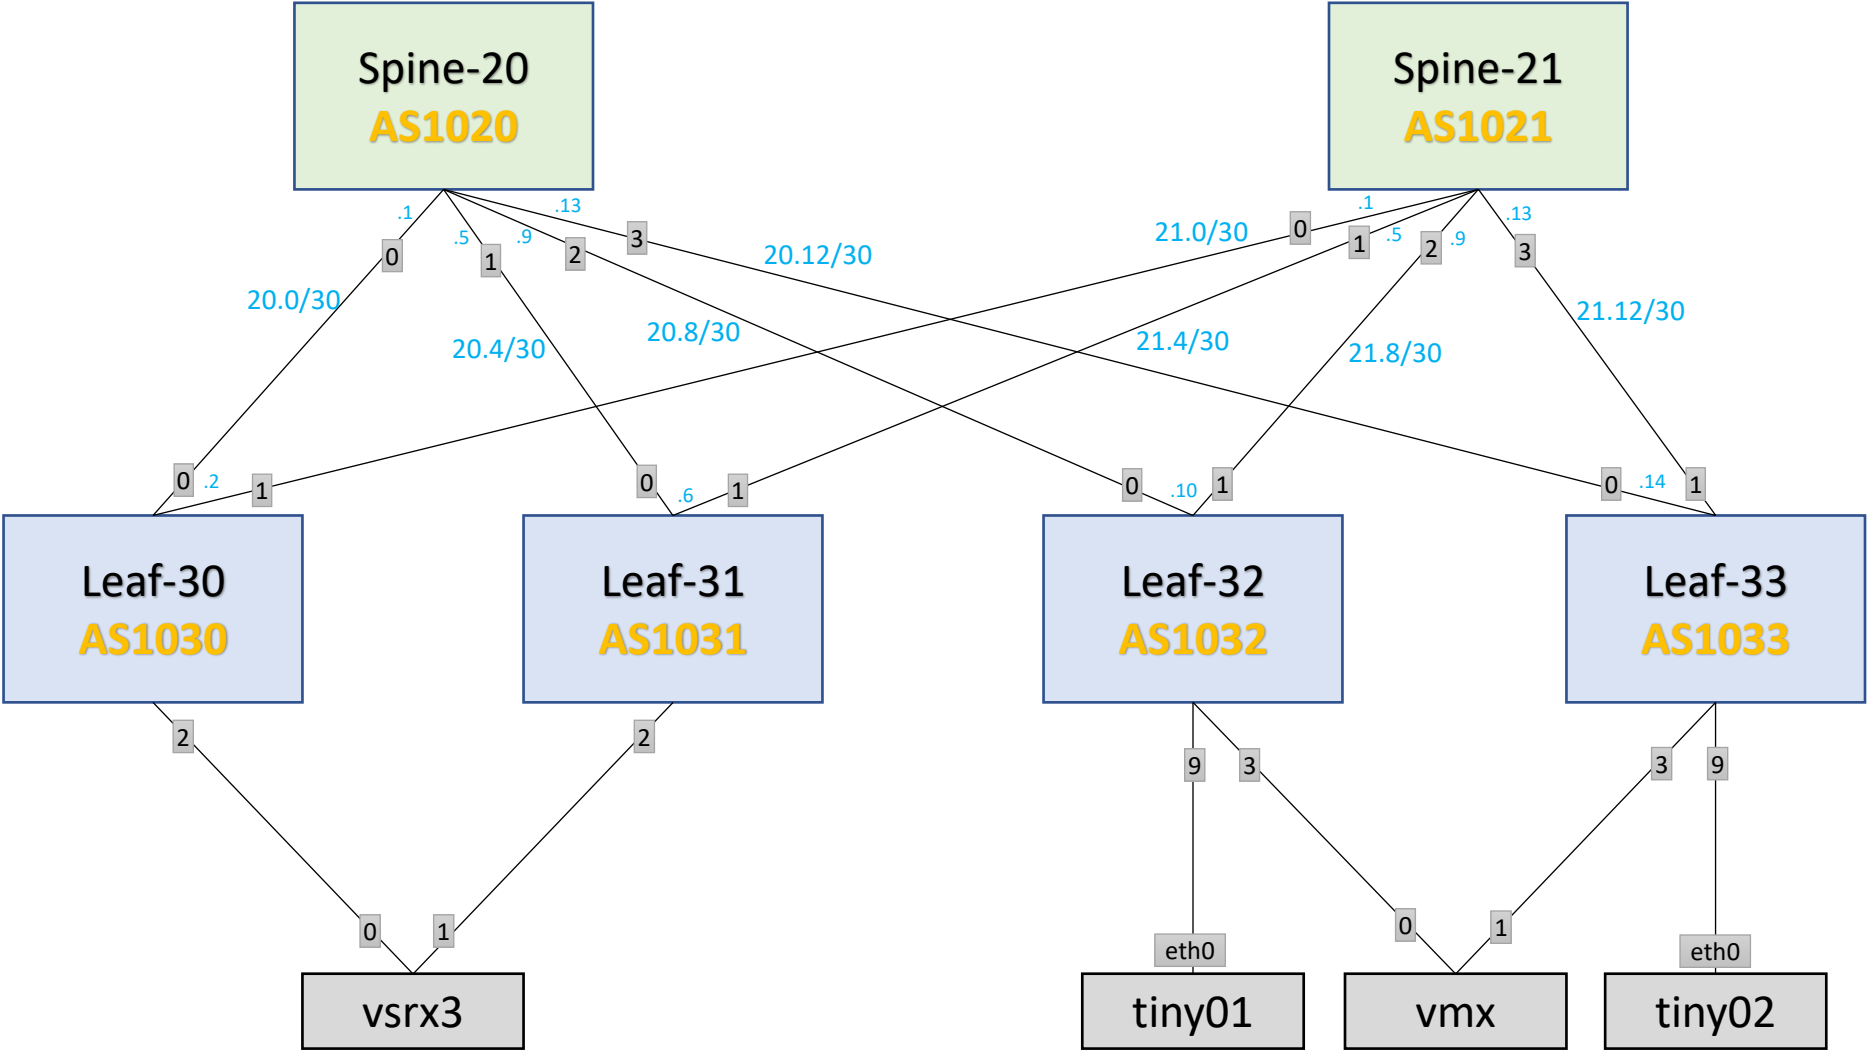 Spine-20
AS1020
Spine-21
AS1021
.1
.5
.9
.13
0
1
2
3
.1
.5
.9
.13
0
1
2
3
20.0/30
20.4/30
20.8/30
20.12/30
21.0/30
21.4/30
21.8/30
21.12/30
0
.2
1
0
.6
1
0
.10
1
0
.14
1
Leaf-30
AS1030
Leaf-31
AS1031
Leaf-32
AS1032
Leaf-33
AS1033
2
2
9
3
3
9
0
1
eth0
0
1
eth0
vsrx3
tiny01
vmx
tiny02